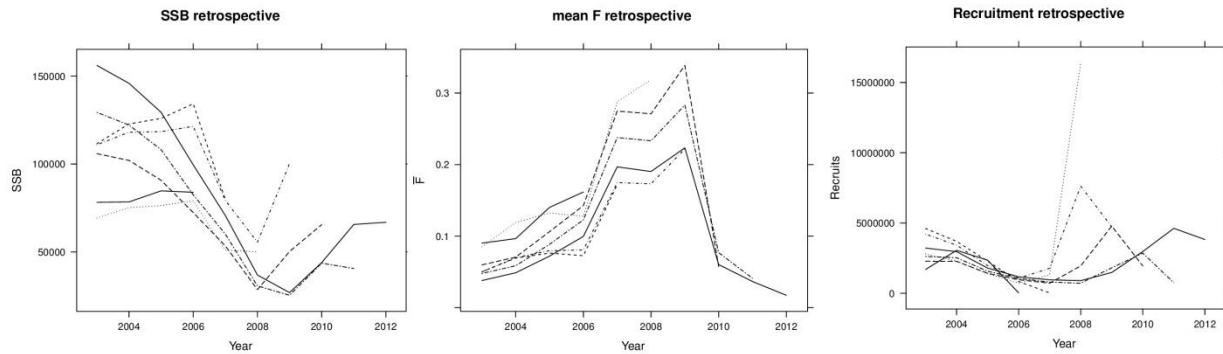 SSB retrospective
150000
100000
50000
SSB
2004 2006 2008 2010 2012
Year
mean F retrospective
0.3
0.2
0.1
F
2004 2006 2008 2010 2012
Year
Recruitment retrospective
15000000
10000000
5000000
0
Recruits
2004 2006 2008 2010 2012
Year